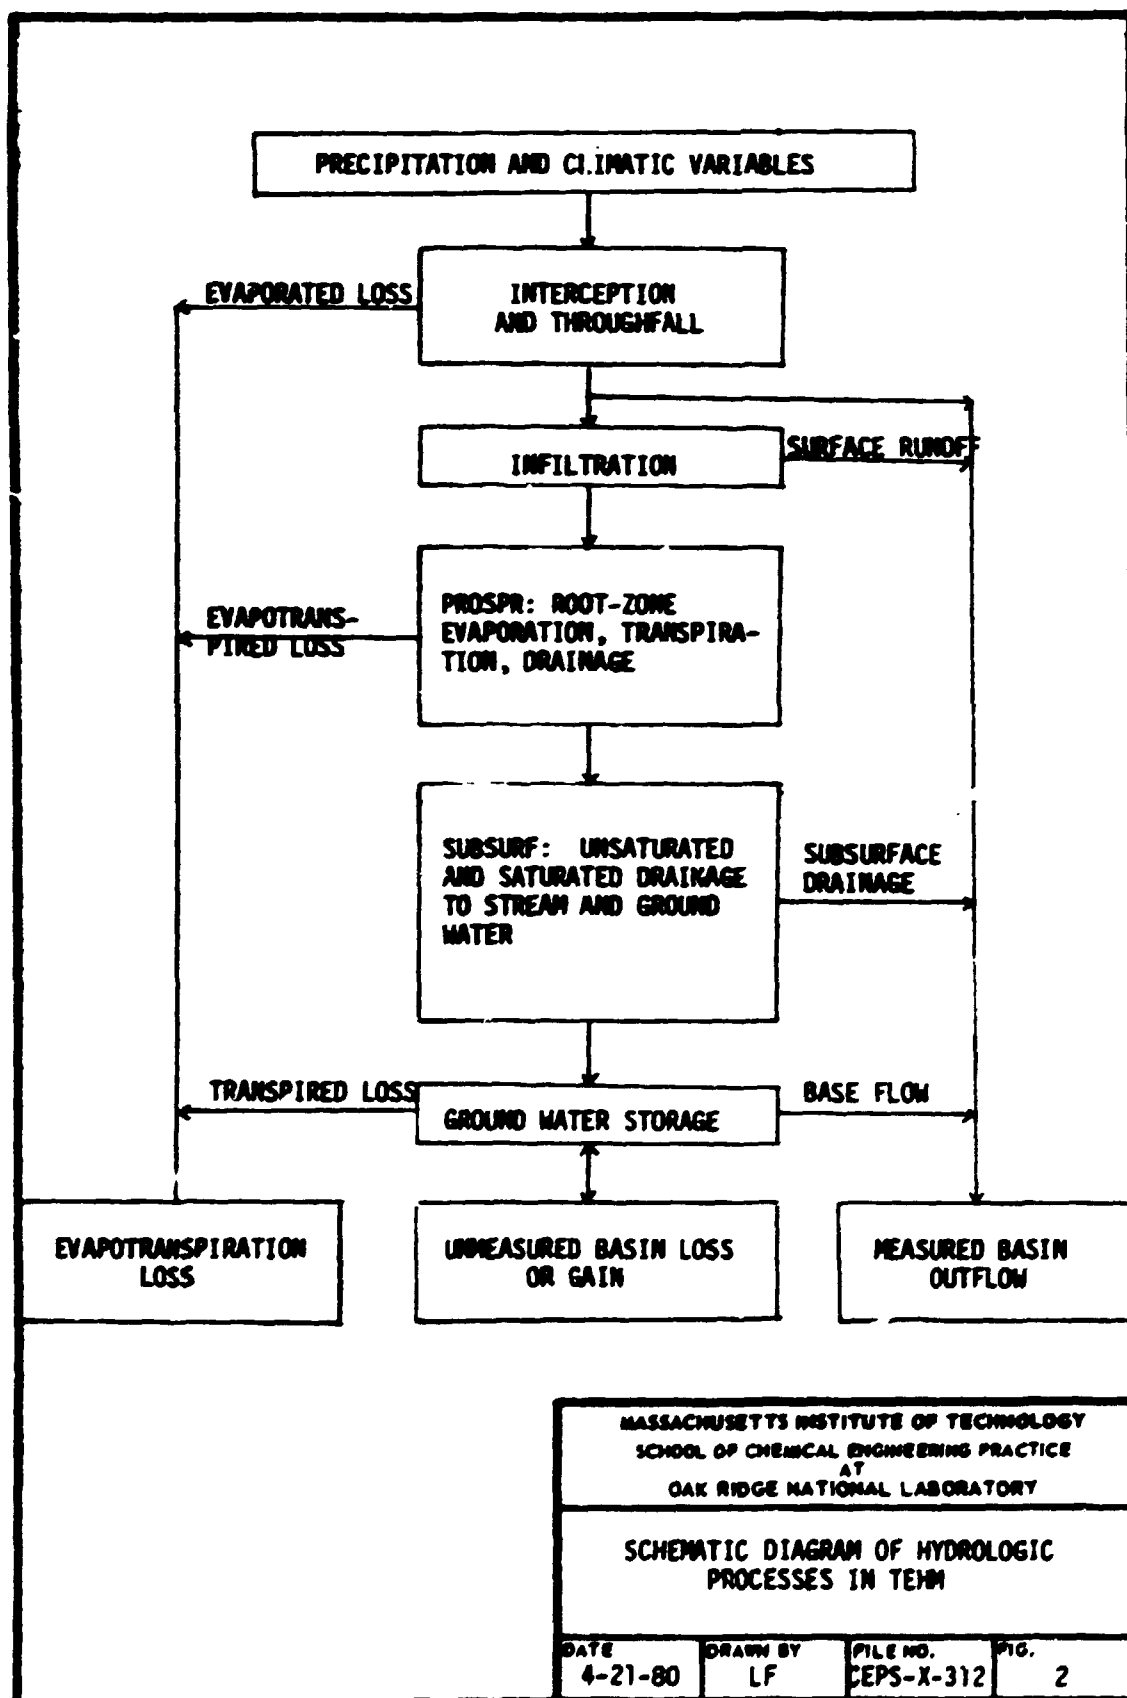 PRECIPITATION AND CLIMATIC VARIABLES
EVAPORATED LOSS
INTERCEPTION
AND THROUGHFALL
INFILTRATION
SURFACE RUNOFF
EVAPOTRANS-
PIRED LOSS
PROSPR: ROOT-ZONE
EVAPORATION, TRANSPIRA-
TION, DRAINAGE
SUBSURF: UNSATURATED
AND SATURATED DRAIKAGE
TO STREAM AND GROUND
WATER
SUBSURFACE
DRAINAGE
TRANSPIRED LOSS
GROUND WATER STORAGE
BASE FLOW
EVAPOTRANSPIRATION
LOSS
UNMEASURED BASIN LOSS
OR GAIN
MEASURED BASIN
OUTFLOW
MASSACHUSETTS INSTITUTE OF TECHNOLOGY
SCHOOL OF CHEMICAL ENGINEERING PRACTICE
AT
OAK RIDGE NATIONAL LABORATORY
SCHEMATIC DIAGRAM OF HYDROLOGIC
PROCESSES IN TEHM
DATE
4-21-80
DRAWN BY
LF
FILE NO.
CEPS-X-312
FIG.
2